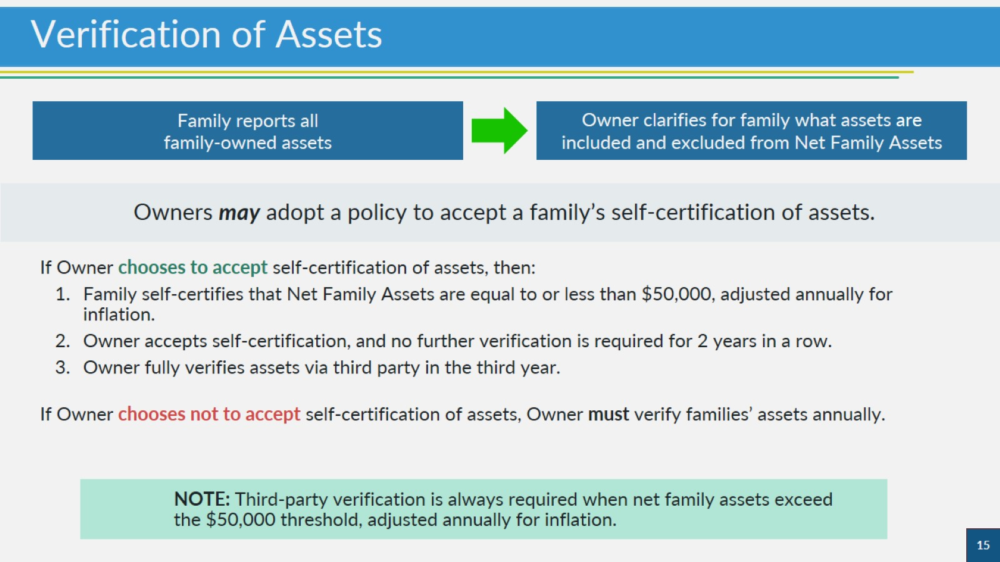 Verification of Assets
Family reports all
family-owned assets
Owner clarifies for family what assets are
included and excluded from Net Family Assets
Owners may adopt a policy to accept a family’s self-certification of assets.
If Owner chooses to accept self-certification of assets, then:
1. Family self-certifies that Net Family Assets are equal to or less than $50,000, adjusted annually for
inflation.
2. Owner accepts self-certification, and no further verification is required for 2 years in a row.
3. Owner fully verifies assets via third party in the third year.
If Owner chooses not to accept self-certification of assets, Owner must verify families’ assets annually.
NOTE: Third-party verification is always required when net family assets exceed
the $50,000 threshold, adjusted annually for inflation.
15